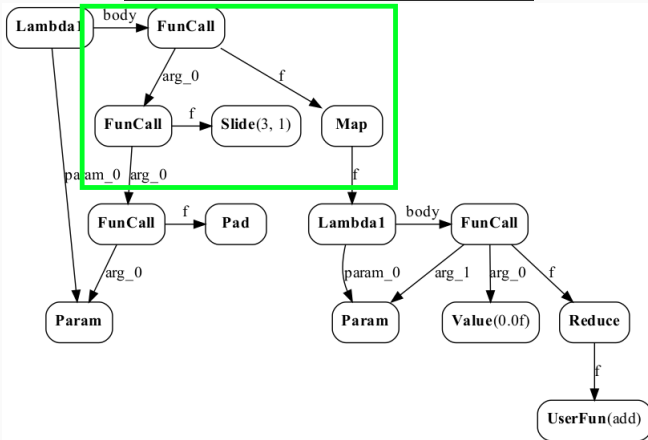 body
Lambda1 FunCall
arg_0 f
f
FunCall Slide(3, 1) Map
param_0 arg_0 f
f body
FunCall Pad Lambda1 FunCall
arg_0 param_0 arg_1 arg_0 f
Param Param Value(0.0f) Reduce
f
UserFun(add)